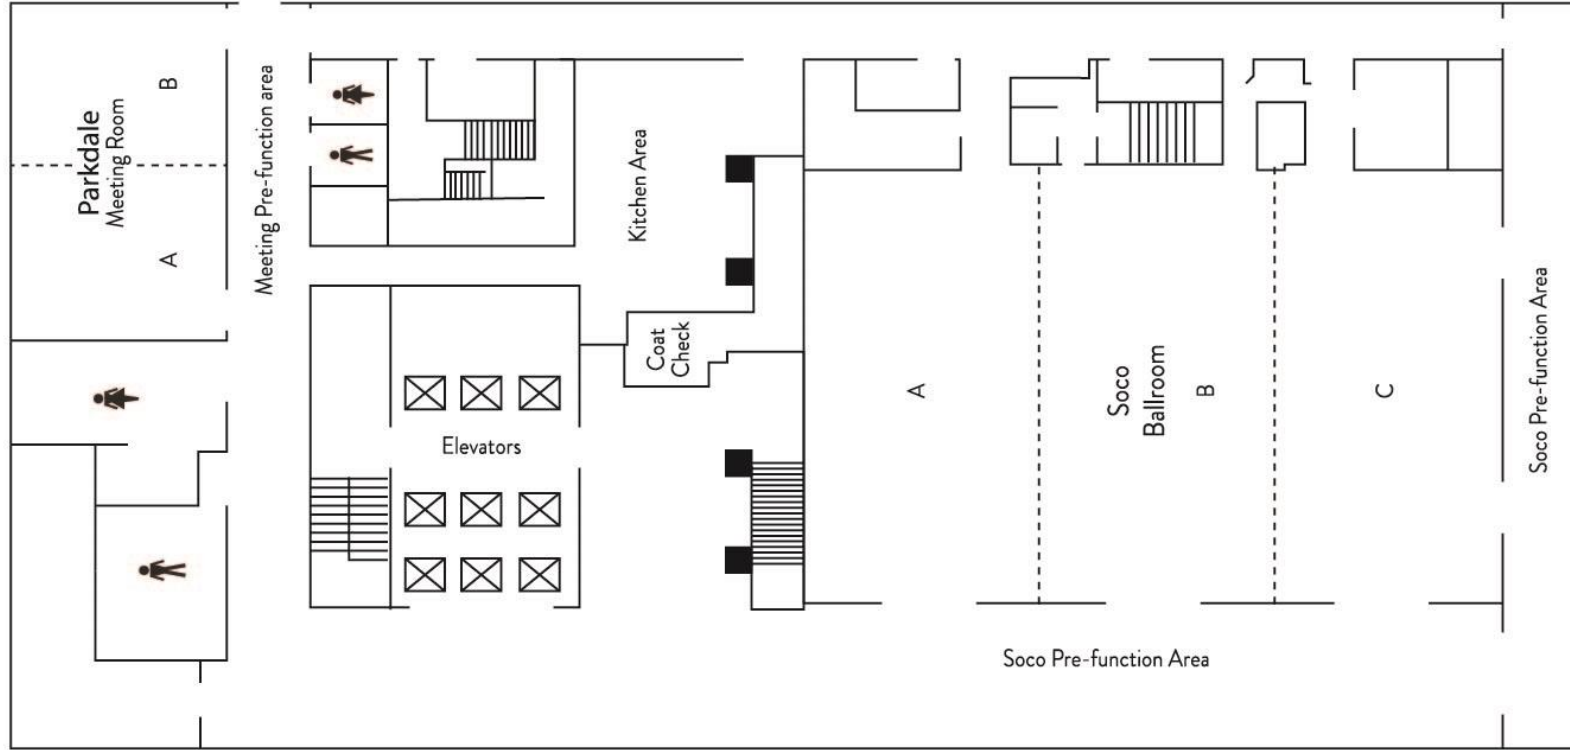 Parkdale
Meeting Room
B
A
Meeting Pre-function area
Kitchen Area
Coat
Check
Elevators
A
Soco
Ballroom
B
C
Soco Pre-function Area
Soco Pre-function Area